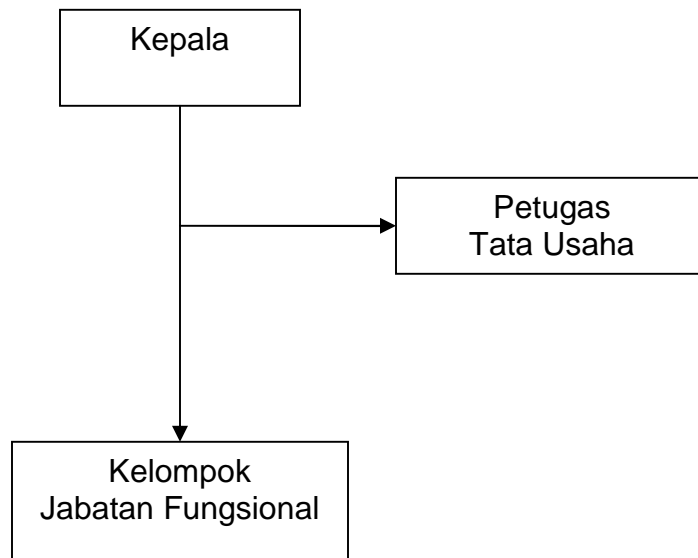 Kepala
Petugas
Tata Usaha
Kelompok
Jabatan Fungsional